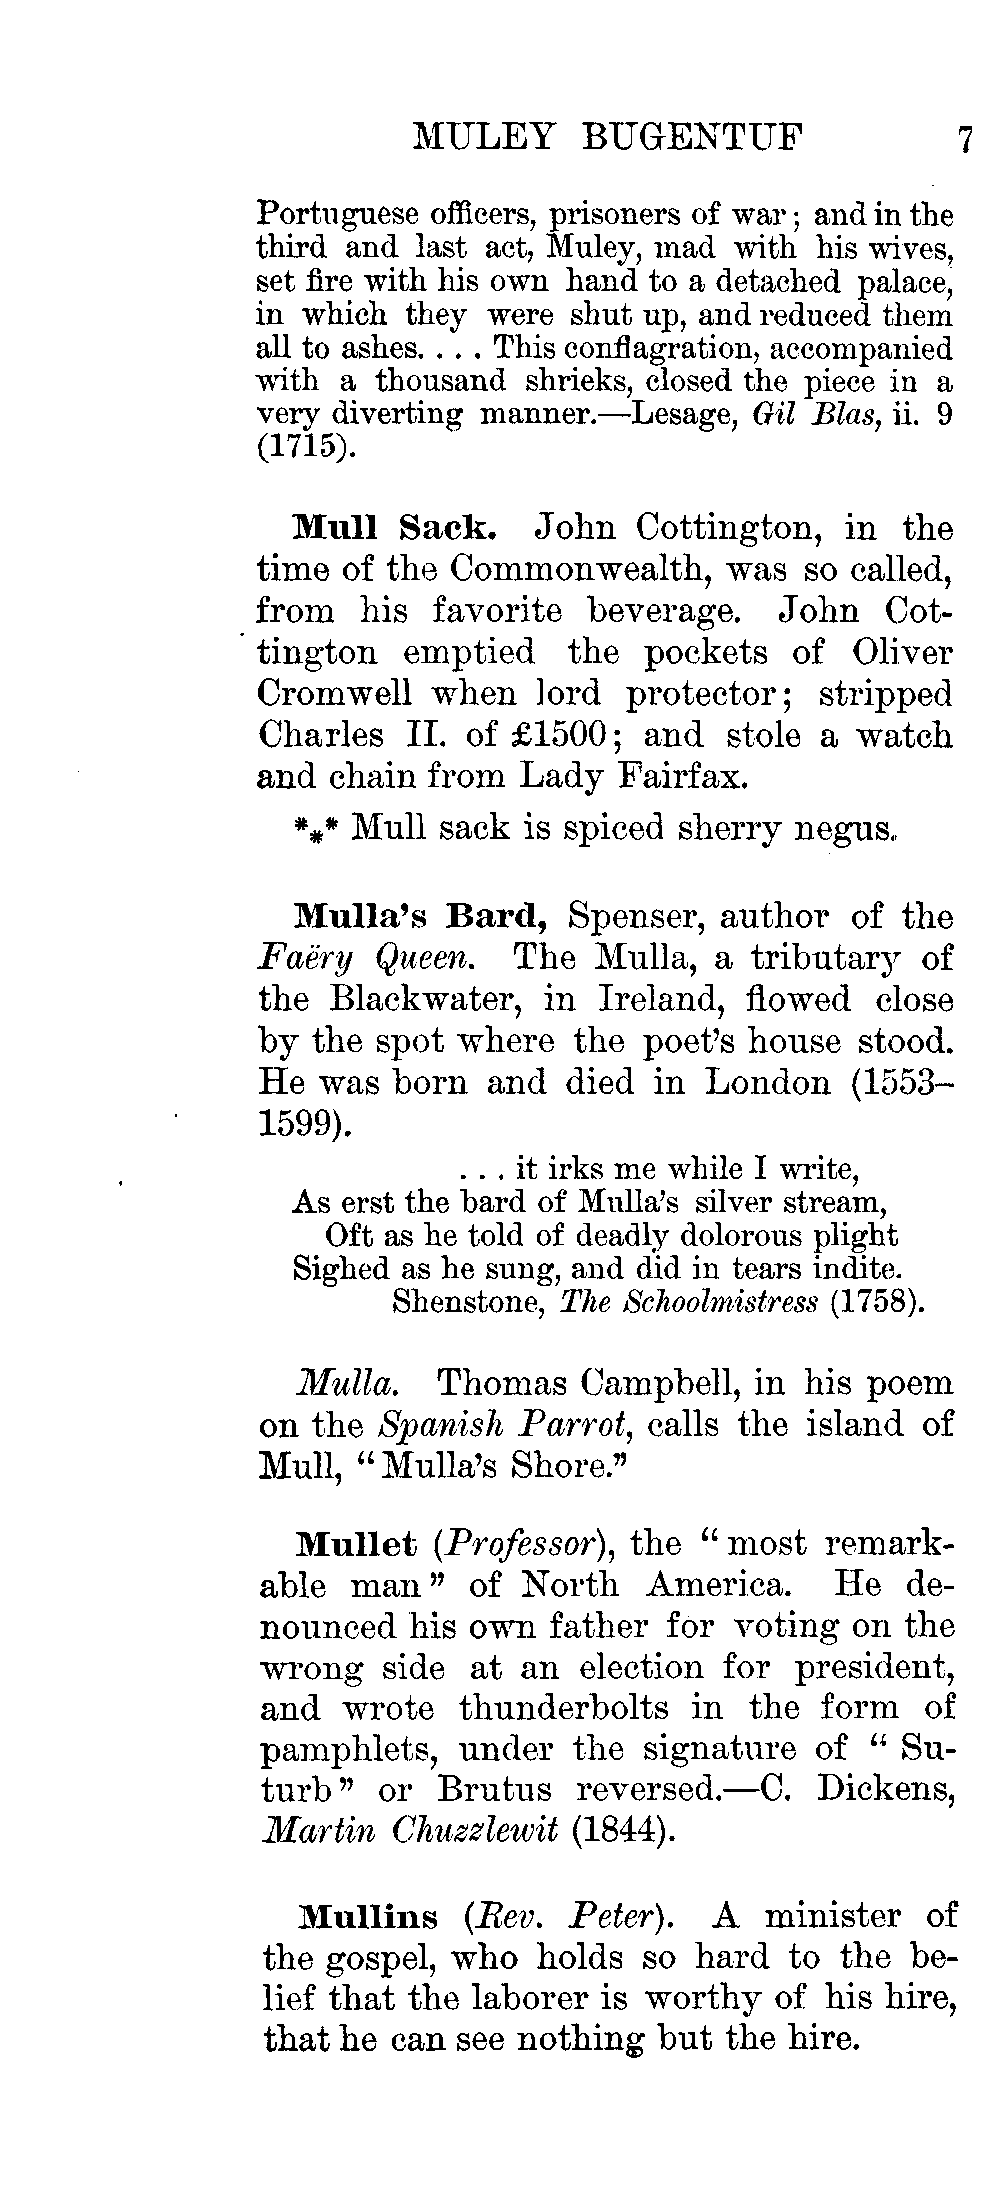 MULEY BUGENTUF 7
Portuguese officers, prisoners of war; and in the
third and last act, Muley, mad with his wives,
set fire with his own hand to a detached palace,
in which they were shut up, and reduced them
all to ashes. . . . This conflagration, accompanied
with a thousand shrieks, closed the piece in a
very diverting manner.—Lesage, Gil Blas, ii. 9
(1715).
Mull Sack. John Cottington, in the
time of the Commonwealth, was so called,
from his favorite beverage. John Cot-
tington emptied the pockets of Oliver
Cromwell when lord protector; stripped
Charles II. of £1500; and stole a watch
and chain from Lady Fairfax.
*⁎* Mull sack is spiced sherry negus.
Mulla's Bard, Spenser, author of the
Faëry Queen. The Mulla, a tributary of
the Blackwater, in Ireland, flowed close
by the spot where the poet's house stood.
He was born and died in London (1553–
1599).
. . . it irks me while I write,
As erst the bard of Mulla's silver stream,
Oft as he told of deadly dolorous plight
Sighed as he sung, and did in tears indite.
Shenstone, The Schoolmistress (1758).
Mulla. Thomas Campbell, in his poem
on the Spanish Parrot, calls the island of
Mull, "Mulla's Shore."
Mullet (Professor), the "most remark-
able man" of North America. He de-
nounced his own father for voting on the
wrong side at an election for president,
and wrote thunderbolts in the form of
pamphlets, under the signature of "Su-
turb" or Brutus reversed.—C. Dickens,
Martin Chuzzlewit (1844).
Mullins (Rev. Peter). A minister of
the gospel, who holds so hard to the be-
lief that the laborer is worthy of his hire,
that he can see nothing but the hire.